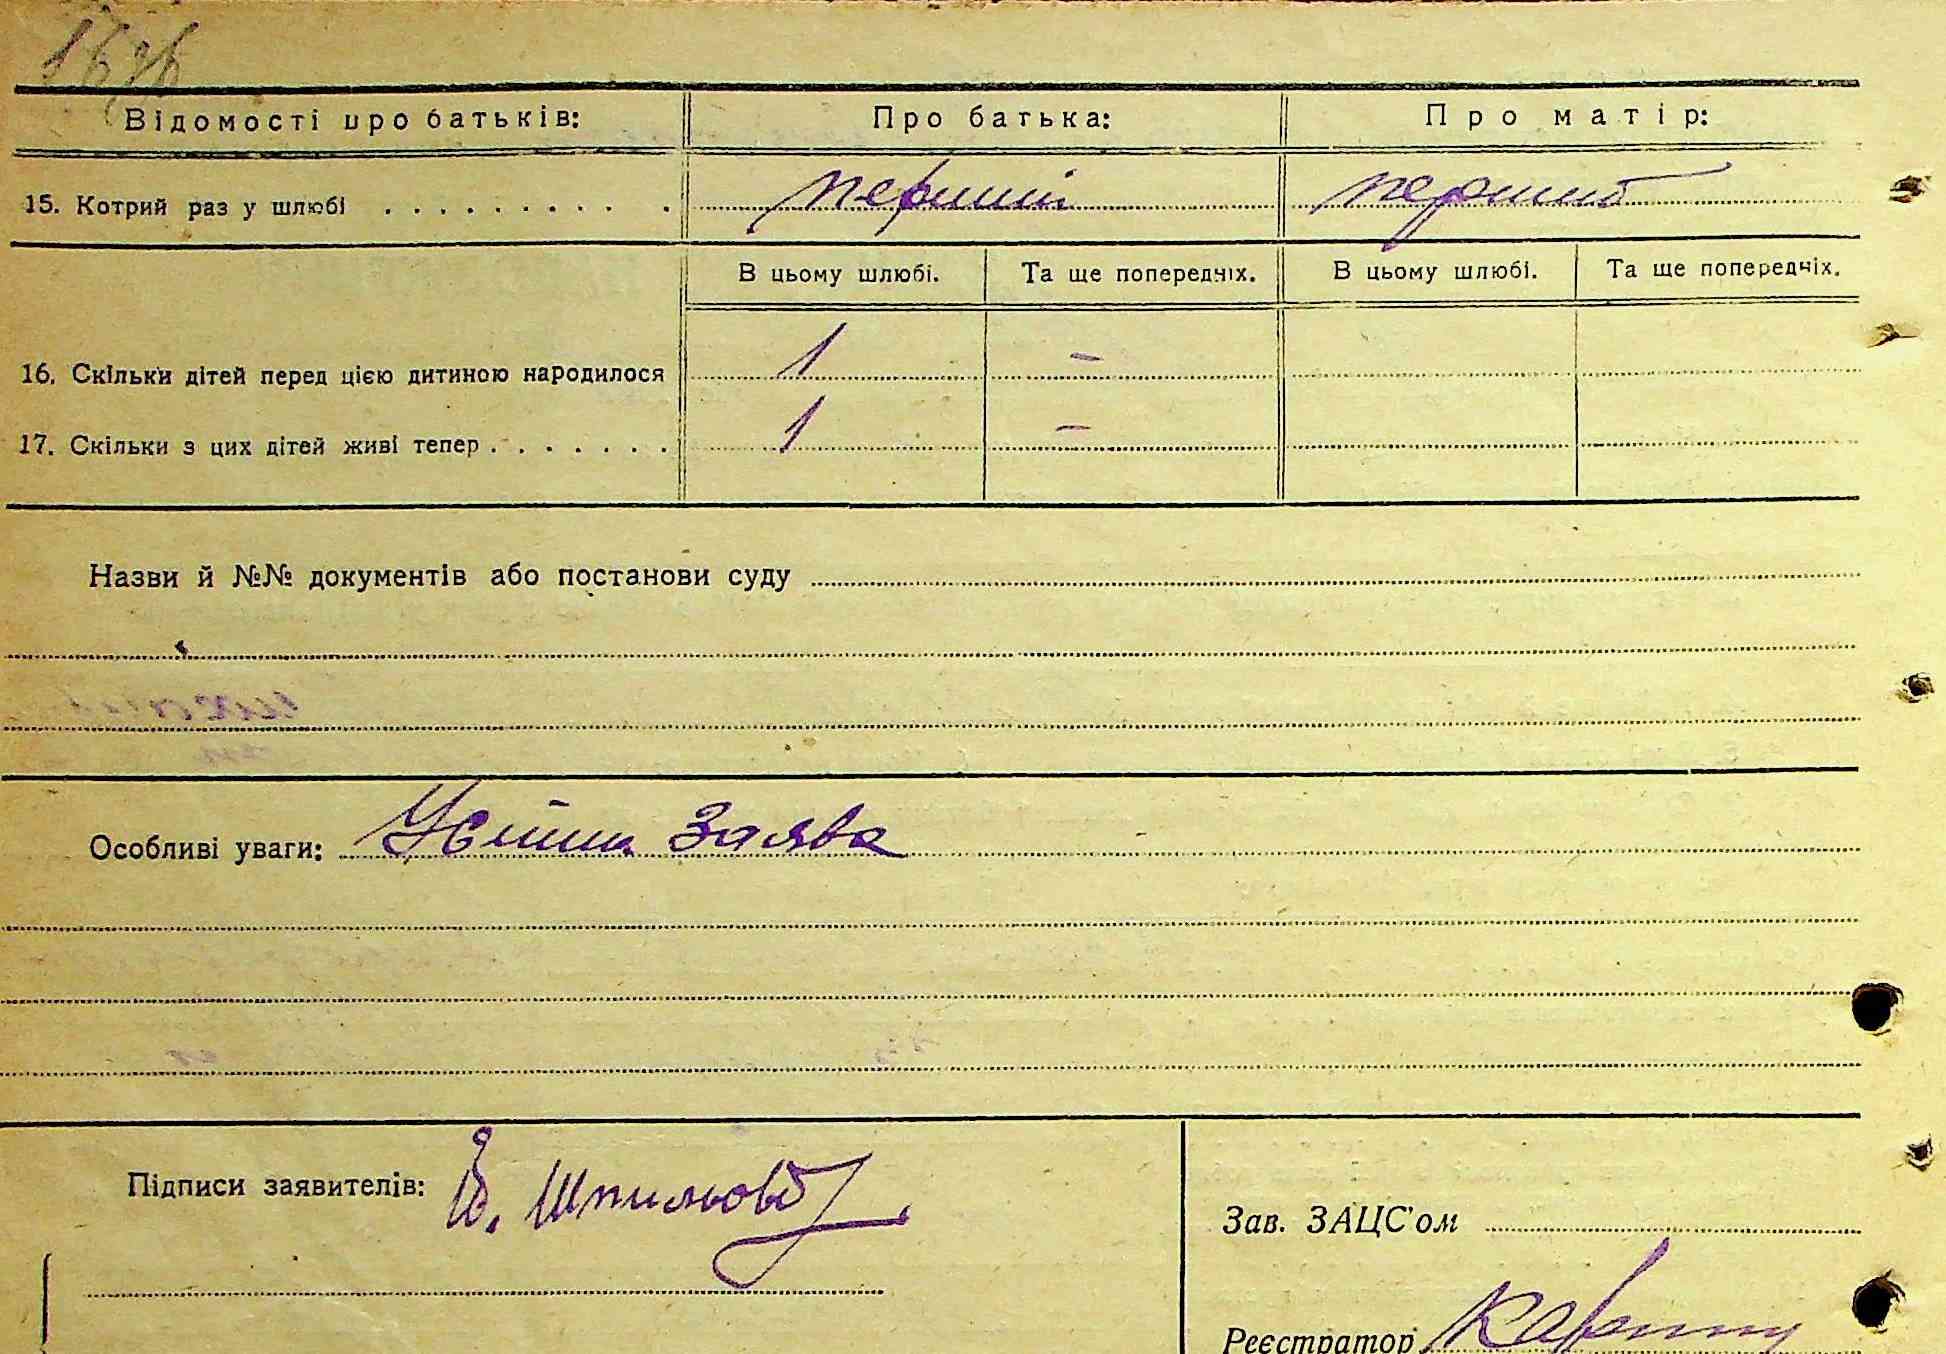 Відомості про батьків: Про батька: Про матір:
15. Котрий раз у шлюбі перший перший
В цьому шлюбі. Та ще попередніх. В цьому шлюбі. Та ще попередніх.
16. Скільки дітей перед цією дитиною народилося 1 –
17. Скільки з цих дітей живі тепер 1 –
Назви й №№ документів або постанови суду
Особливі уваги: Усішна Заява
Підписи заявителів:
Зав. ЗАЦС'ом
Реєстратор